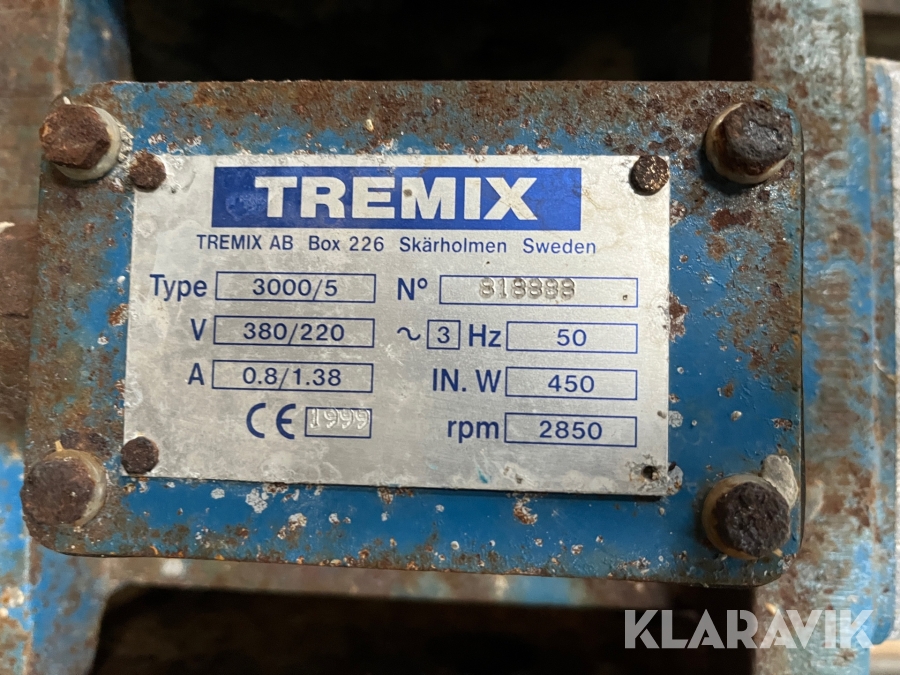 TREMIX
TREMIX AB Box 226 Skärholmen Sweden
Type 3000/5 N° 818888
V 380/220 ~ 3 Hz 50
A 0.8/1.38 IN. W 450
CE 1999 rpm 2850
KLARAVIK